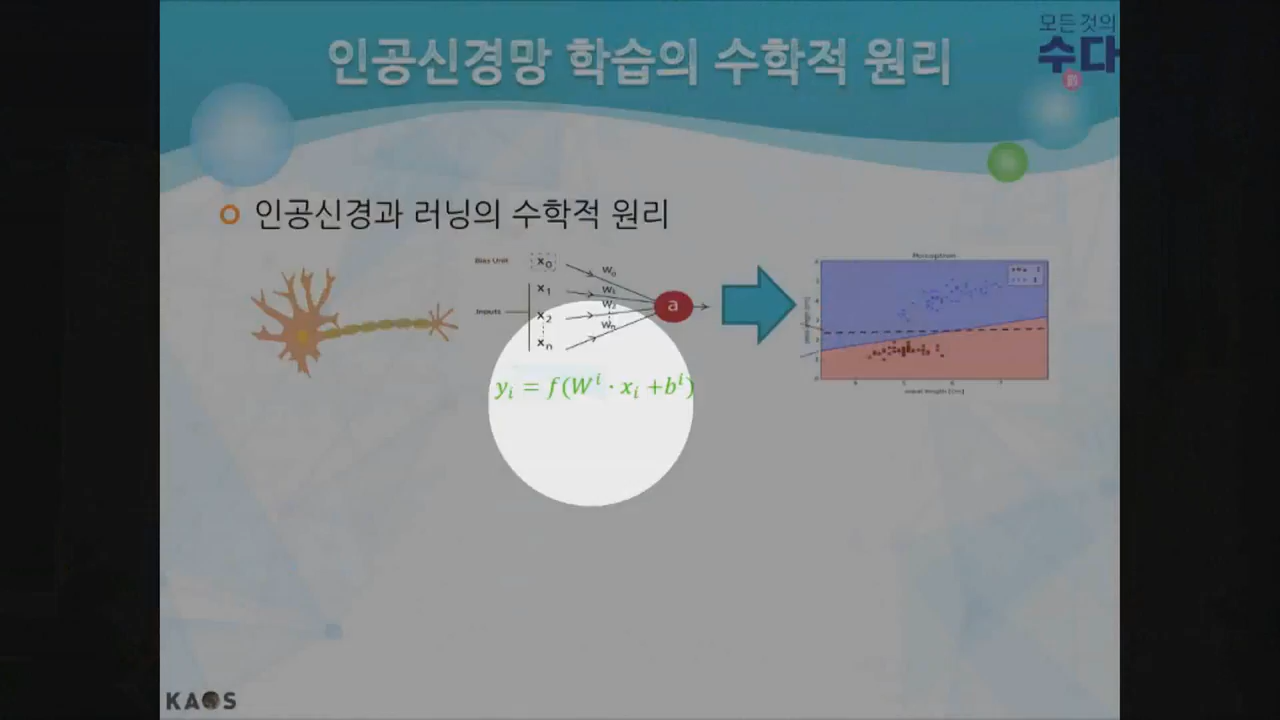 모든 것의
수다
인공신경망 학습의 수학적 원리
인공신경과 러닝의 수학적 원리
Bias Unit
x₀
w₀
x₁
w₁
Inputs
x₂
w₂
xₙ
wₙ
a
yᵢ = f(Wⁱ · xᵢ + bⁱ)
Perceptron
KAOS